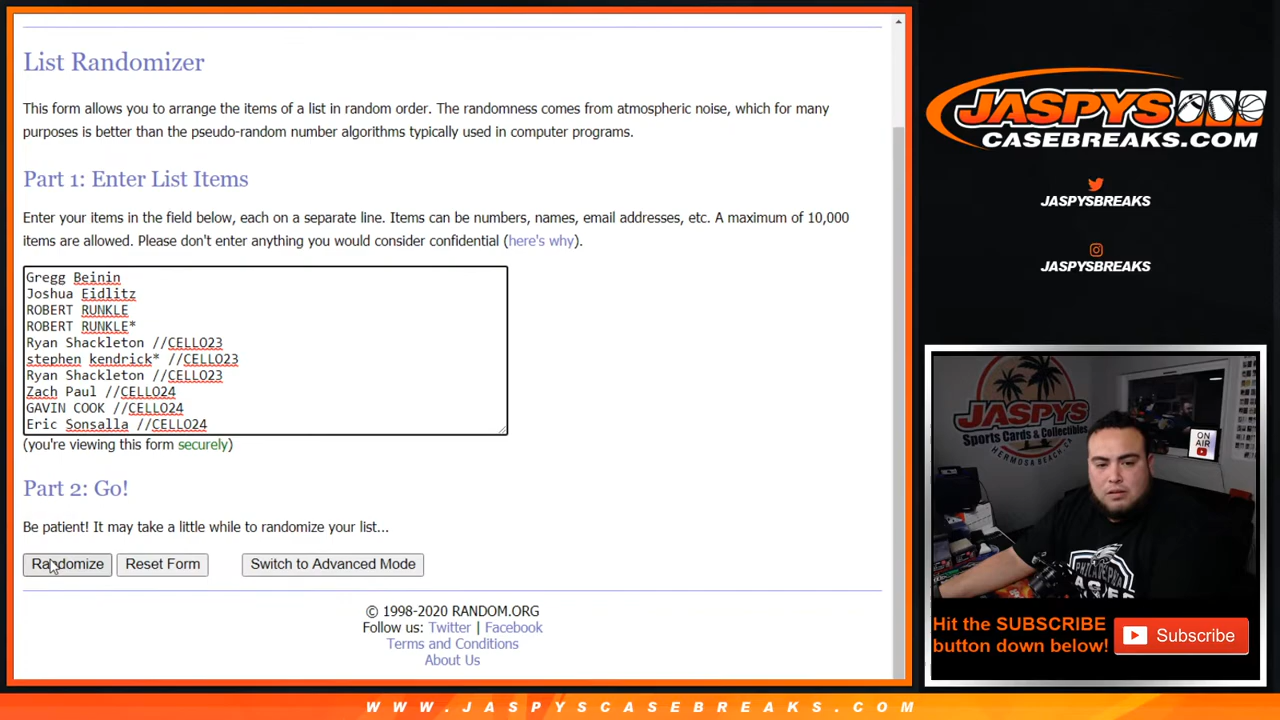 List Randomizer
This form allows you to arrange the items of a list in random order. The randomness comes from atmospheric noise, which for many
purposes is better than the pseudo-random number algorithms typically used in computer programs.
Part 1: Enter List Items
Enter your items in the field below, each on a separate line. Items can be numbers, names, email addresses, etc. A maximum of 10,000
items are allowed. Please don't enter anything you would consider confidential (here's why).
Gregg Beinin
Joshua Eidlitz
ROBERT RUNKLE
ROBERT RUNKLE*
Ryan Shackleton //CELLO23
stephen kendrick* //CELLO23
Ryan Shackleton //CELLO23
Zach Paul //CELLO24
GAVIN COOK //CELLO24
Eric Sonsalla //CELLO24
(you're viewing this form securely)
Part 2: Go!
Be patient! It may take a little while to randomize your list...
Randomize Reset Form Switch to Advanced Mode
© 1998-2020 RANDOM.ORG
Follow us: Twitter | Facebook
Terms and Conditions
About Us
JASPYS
CASEBREAKS.COM
JASPYSBREAKS
JASPYSBREAKS
JASPYS
Sports Cards & Collectibles
HERMOSA BEACH, CA
ON
AIR
PHILADELPHIA
Hit the SUBSCRIBE
button down below!
Subscribe
WWW.JASPYSCASEBREAKS.COM